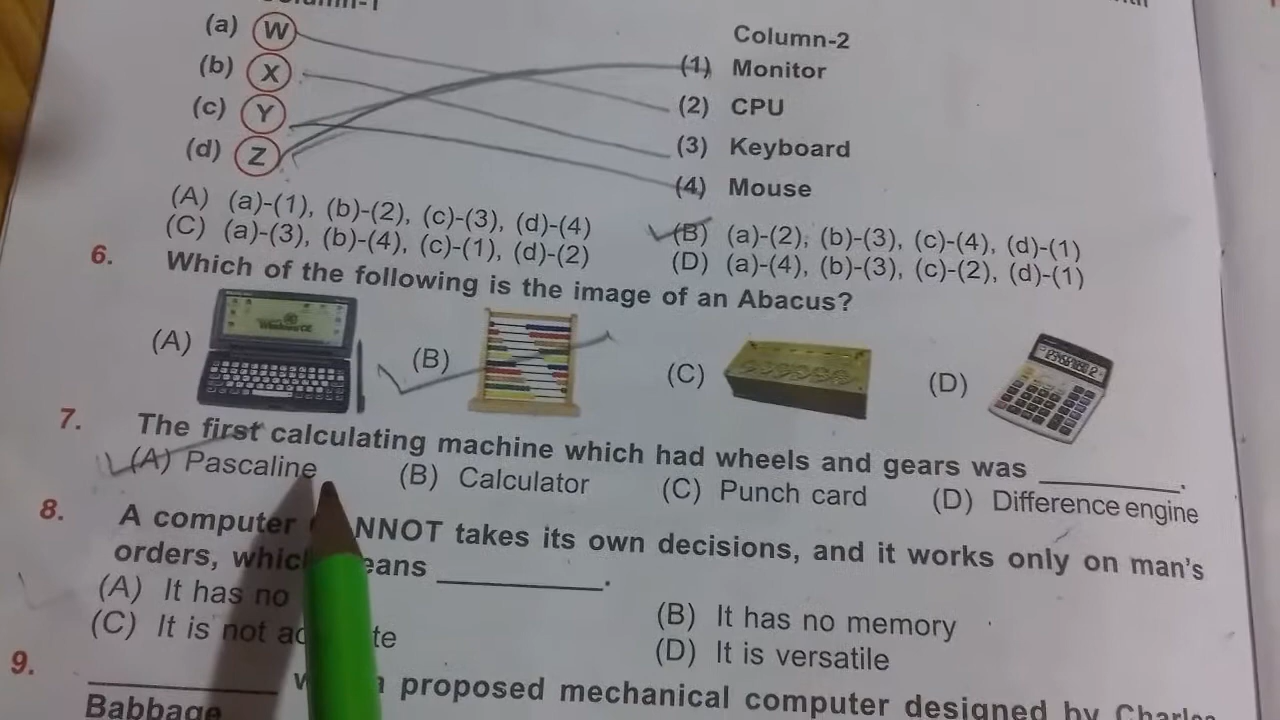 (a) W
Column-2
(b) X
(1) Monitor
(c) Y
(2) CPU
(d) Z
(3) Keyboard
(4) Mouse
(A) (a)-(1), (b)-(2), (c)-(3), (d)-(4)
(B) (a)-(2), (b)-(3), (c)-(4), (d)-(1)
(C) (a)-(3), (b)-(4), (c)-(1), (d)-(2)
(D) (a)-(4), (b)-(3), (c)-(2), (d)-(1)
6. Which of the following is the image of an Abacus?
(A) (B) (C) (D)
7. The first calculating machine which had wheels and gears was ________.
(A) Pascaline (B) Calculator (C) Punch card (D) Difference engine
8. A computer NNOT takes its own decisions, and it works only on man's
orders, which eans ________.
(A) It has no
(B) It has no memory
(C) It is not ac te
(D) It is versatile
9. ________ a proposed mechanical computer designed by Charles
Babbage